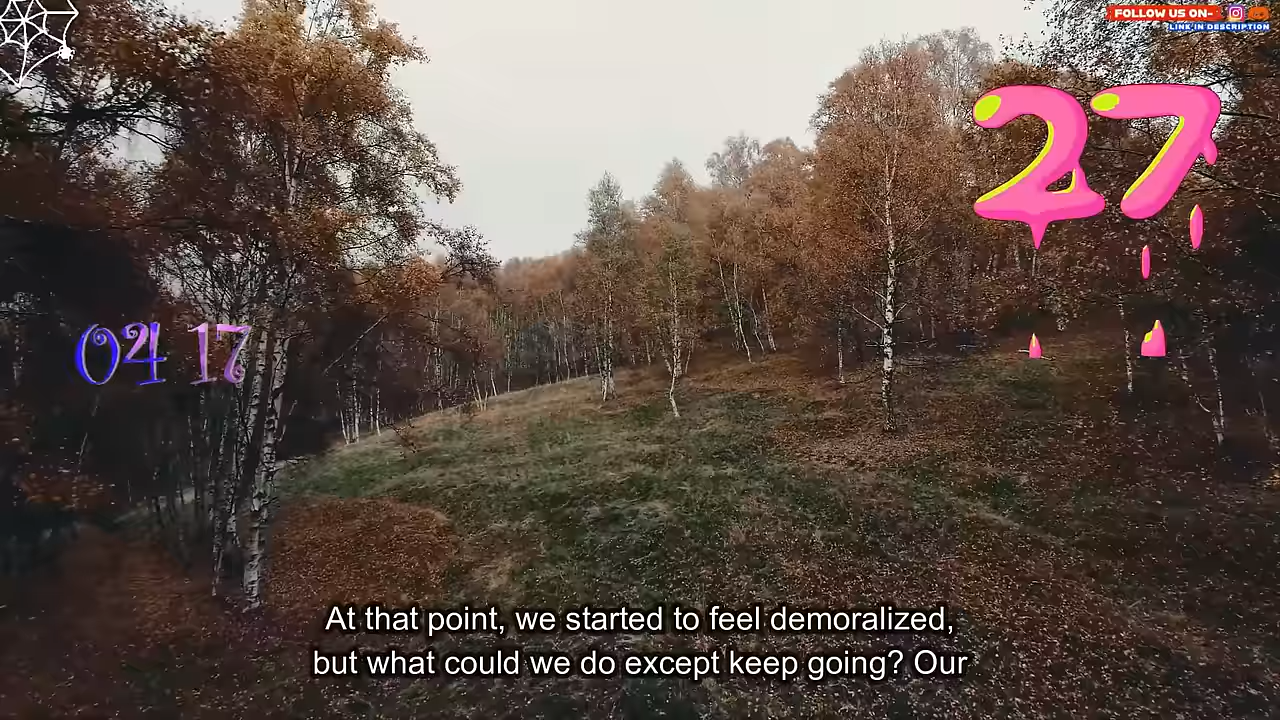 FOLLOW US ON-
LINK IN DESCRIPTION
27
04 17
At that point, we started to feel demoralized,
but what could we do except keep going? Our